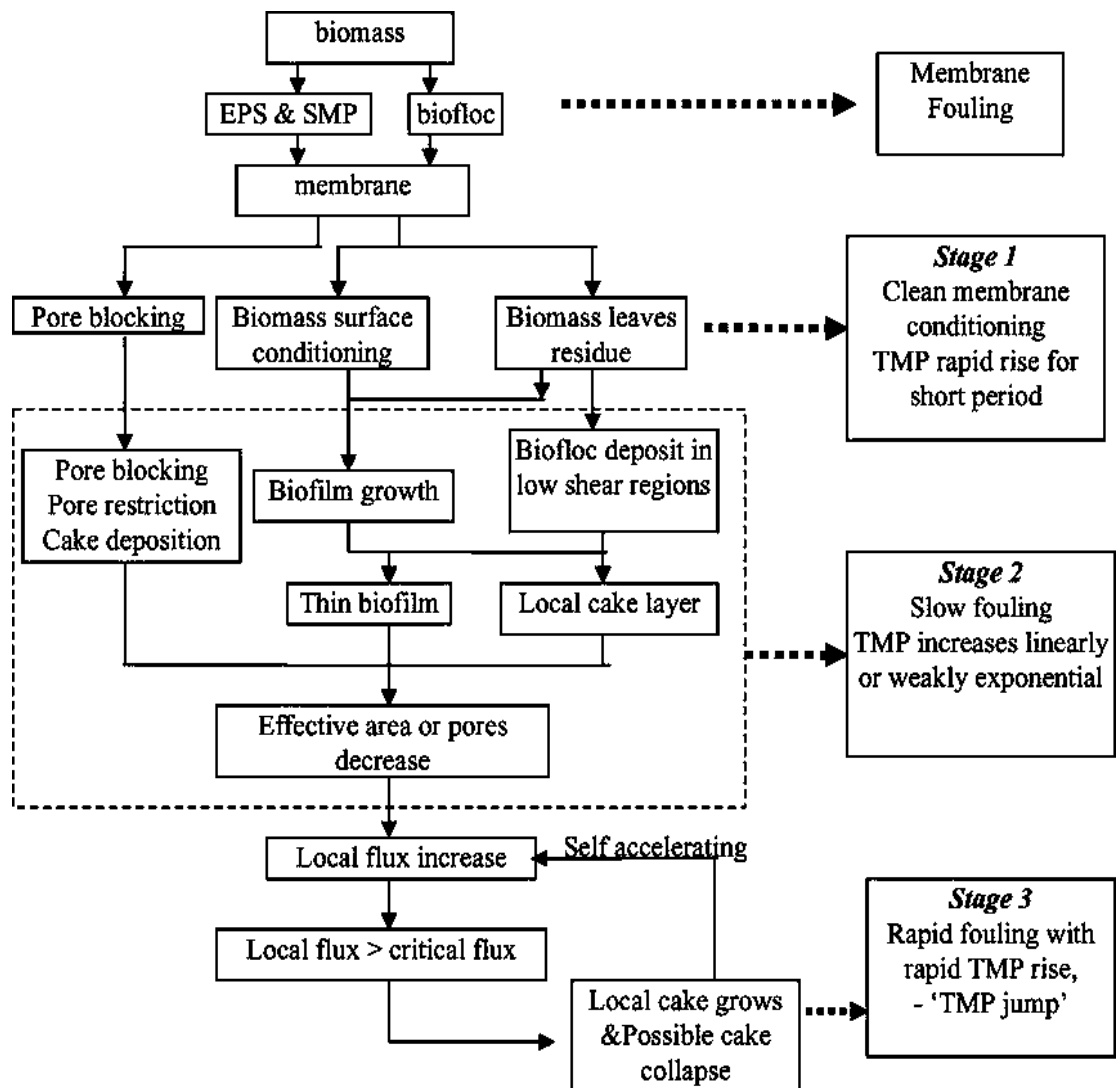 biomass
EPS & SMP
biofloc
Membrane
Fouling
membrane
Pore blocking
Biomass surface
conditioning
Biomass leaves
residue
Stage 1
Clean membrane
conditioning
TMP rapid rise for
short period
Pore blocking
Pore restriction
Cake deposition
Biofilm growth
Biofloc deposit in
low shear regions
Thin biofilm
Local cake layer
Stage 2
Slow fouling
TMP increases linearly
or weakly exponential
Effective area or pores
decrease
Local flux increase
Self accelerating
Local flux > critical flux
Local cake grows
&Possible cake
collapse
Stage 3
Rapid fouling with
rapid TMP rise,
- ‘TMP jump’